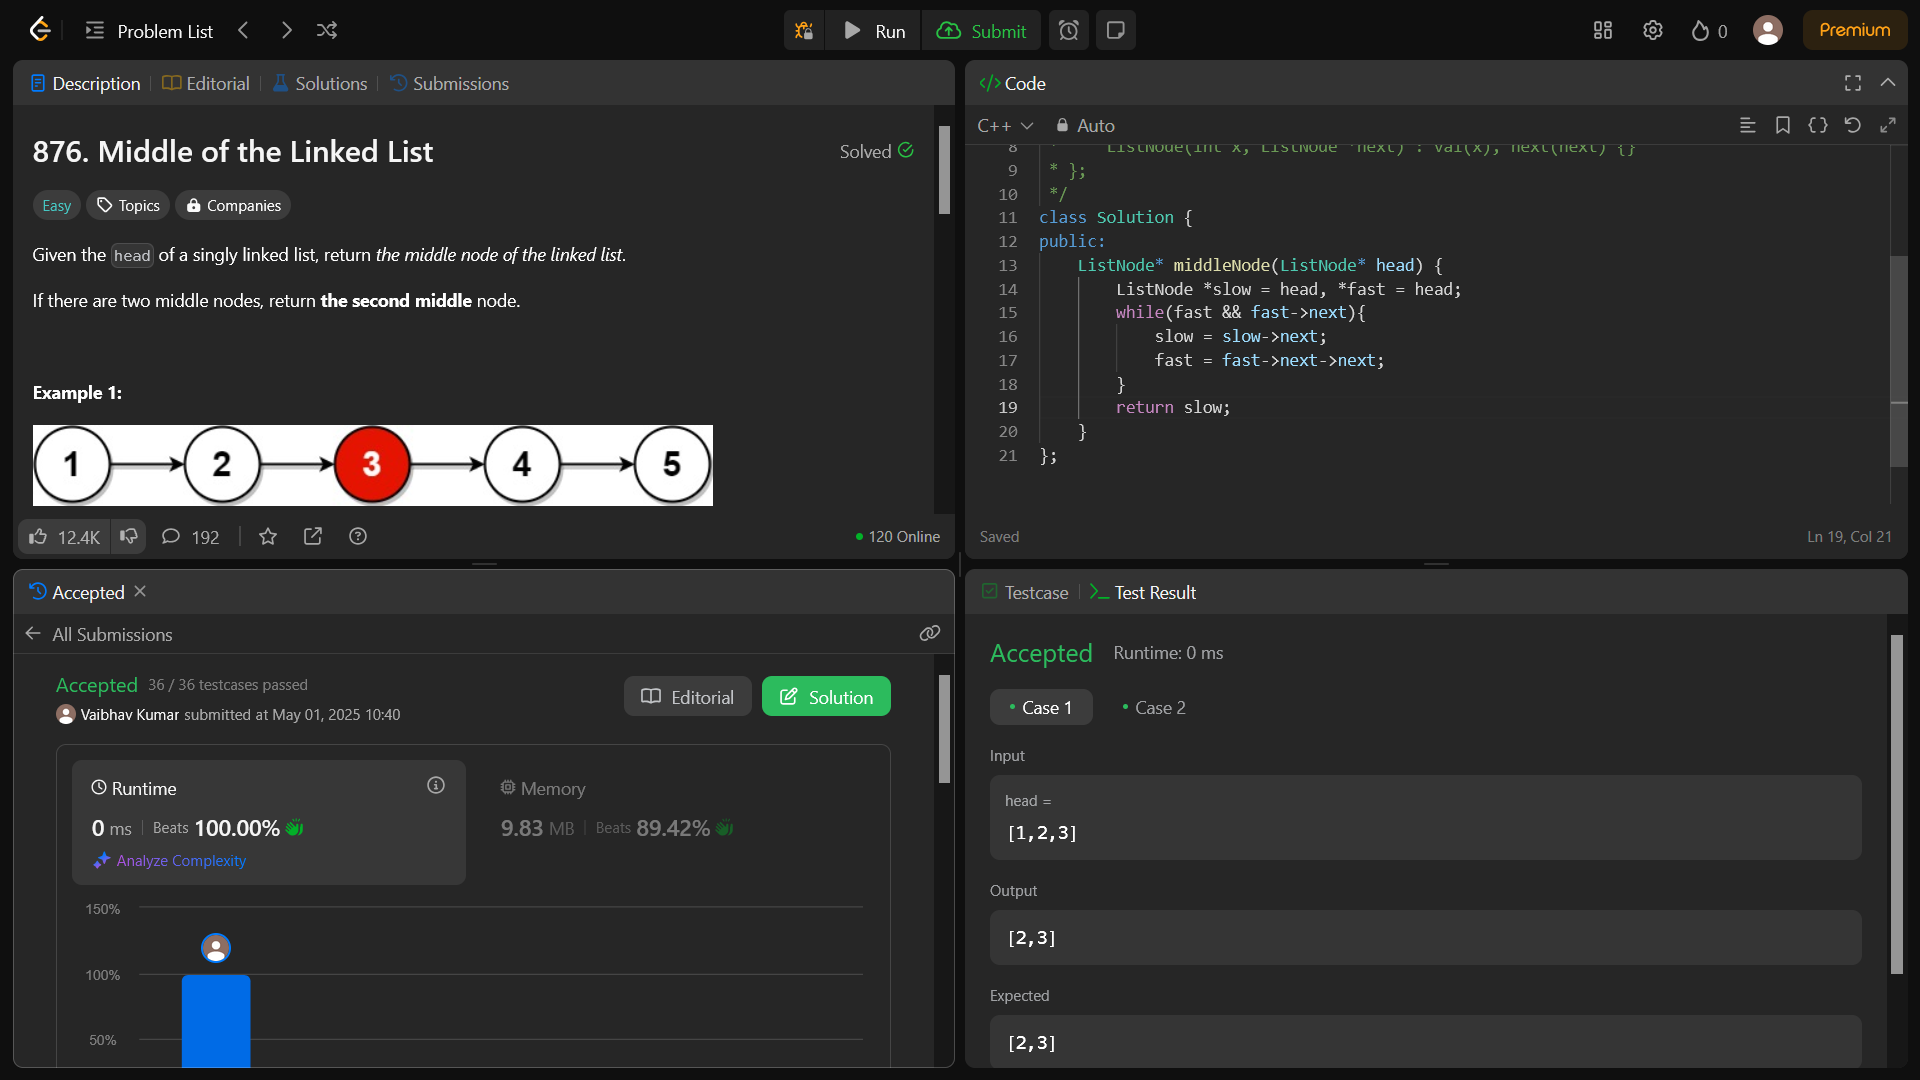 Problem List
Run
Submit
0
Premium
Description
Editorial
Solutions
Submissions
876. Middle of the Linked List
Solved
Easy
Topics
Companies
Given the head of a singly linked list, return the middle node of the linked list.
If there are two middle nodes, return the second middle node.
Example 1:
1 2 3 4 5
12.4K
192
120 Online
</> Code
C++
Auto
8 *     ListNode(int x, ListNode *next) : val(x), next(next) {}
9 * };
10 */
11 class Solution {
12 public:
13     ListNode* middleNode(ListNode* head) {
14         ListNode *slow = head, *fast = head;
15         while(fast && fast->next){
16             slow = slow->next;
17             fast = fast->next->next;
18         }
19         return slow;
20     }
21 };
Saved
Ln 19, Col 21
Accepted
All Submissions
Accepted 36 / 36 testcases passed
Vaibhav Kumar submitted at May 01, 2025 10:40
Editorial
Solution
Runtime
0 ms
Beats 100.00%
Analyze Complexity
Memory
9.83 MB
Beats 89.42%
150%
100%
50%
Testcase
Test Result
Accepted
Runtime: 0 ms
Case 1
Case 2
Input
head =
[1,2,3]
Output
[2,3]
Expected
[2,3]